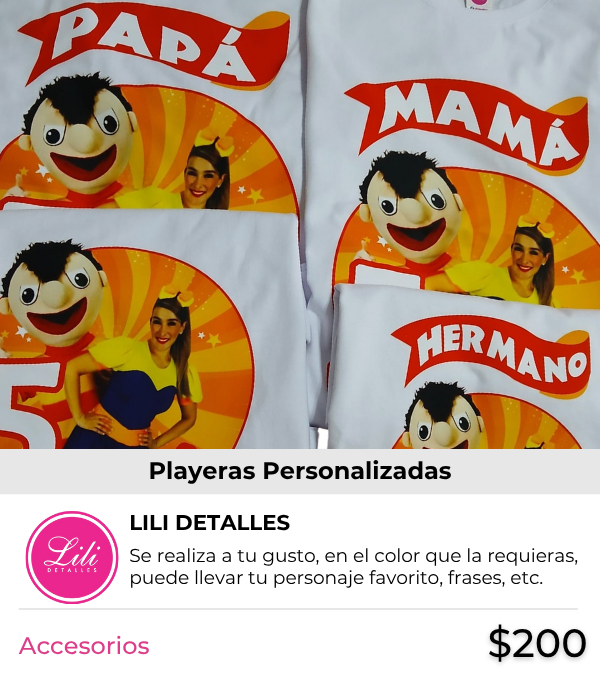 PAPÁ
MAMÁ
5
HERMANO
Playeras Personalizadas
LILI DETALLES
Lili
DETALLES
Se realiza a tu gusto, en el color que la requieras,
puede llevar tu personaje favorito, frases, etc.
Accesorios
$200